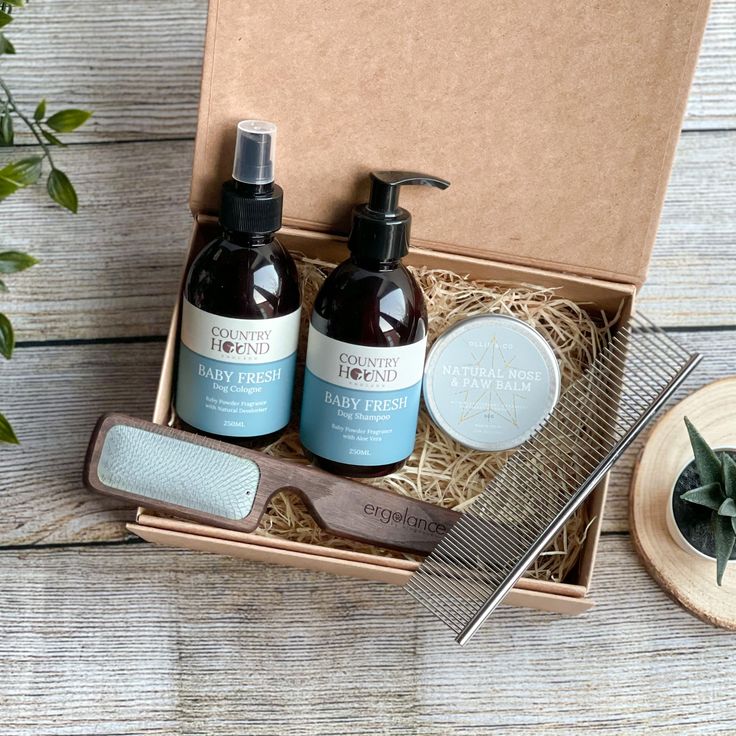 COUNTRY
HOUND
BABY FRESH
Dog Cologne
Baby Powder Fragrance
with Natural Deodoriser
250ML
COUNTRY
HOUND
BABY FRESH
Dog Shampoo
Baby Powder Fragrance
with Aloe Vera
250ML
NATURAL NOSE
& PAW BALM
ergolance